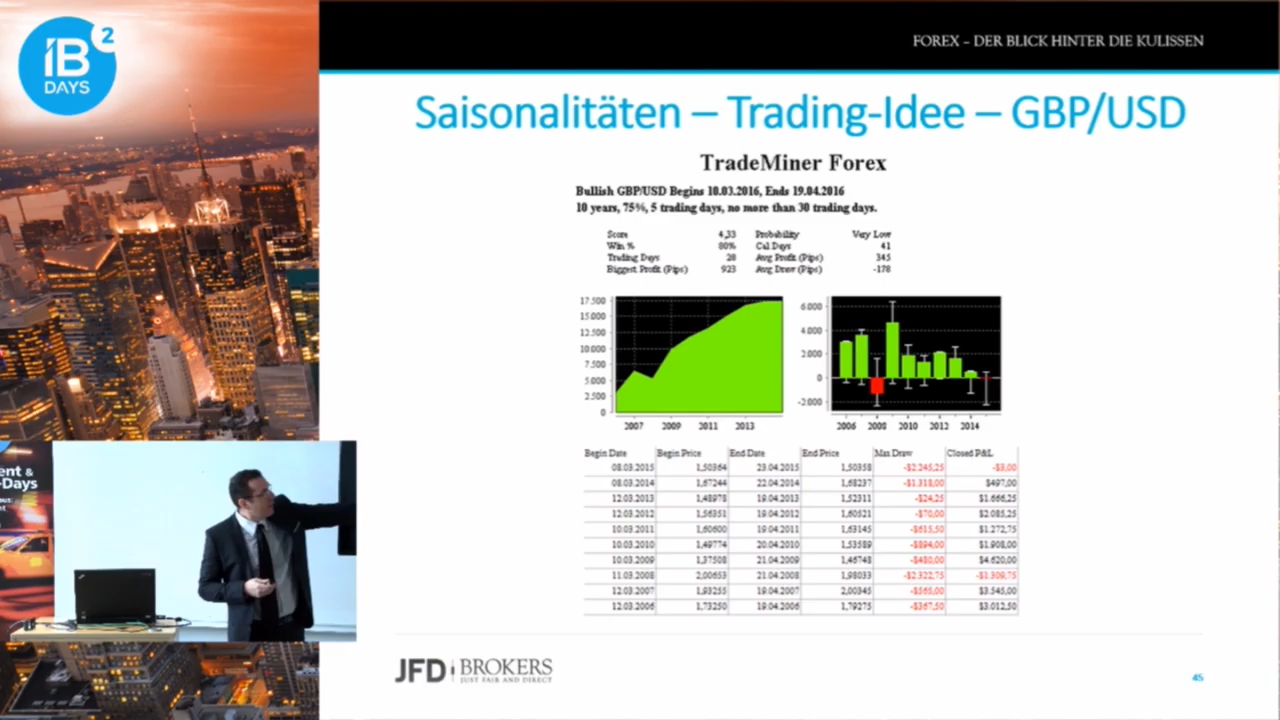 iB 2
DAYS
FOREX – DER BLICK HINTER DIE KULISSEN
Saisonalitäten – Trading-Idee – GBP/USD
TradeMiner Forex
Bullish GBP/USD Begins 10.03.2016, Ends 19.04.2016
10 years, 75%, 5 trading days, no more than 30 trading days.
Score 4,33 Probability Very Low
Win % 80% Cal Days 41
Trading Days 28 Avg Profit (Pips) 345
Biggest Profit (Pips) 923 Avg Draw (Pips) -178
17.500
15.000
12.500
10.000
7.500
5.000
2.500
0
2007 2009 2011 2013
6.000
4.000
2.000
0
-2.000
2006 2008 2010 2012 2014
Begin Date Begin Price End Date End Price Max Draw Closed P&L
08.03.2015 1,50364 23.04.2015 1,50358 -$2.245,25 -$3,00
08.03.2014 1,67244 22.04.2014 1,68237 -$1.318,00 $497,00
12.03.2013 1,48978 19.04.2013 1,52311 -$24,25 $1.666,25
12.03.2012 1,56351 19.04.2012 1,60521 -$70,00 $2.085,25
10.03.2011 1,60600 19.04.2011 1,63145 -$615,50 $1.272,75
10.03.2010 1,49774 20.04.2010 1,53589 -$894,00 $1.908,00
10.03.2009 1,37508 21.04.2009 1,46748 -$480,00 $4.620,00
11.03.2008 2,00653 21.04.2008 1,98033 -$2.322,75 -$1.309,75
12.03.2007 1,93255 19.04.2007 2,00345 -$565,00 $3.545,00
12.03.2006 1,73250 19.04.2006 1,79275 -$367,50 $3.012,50
ent &
-Days
JFD BROKERS
JUST FAIR AND DIRECT
45